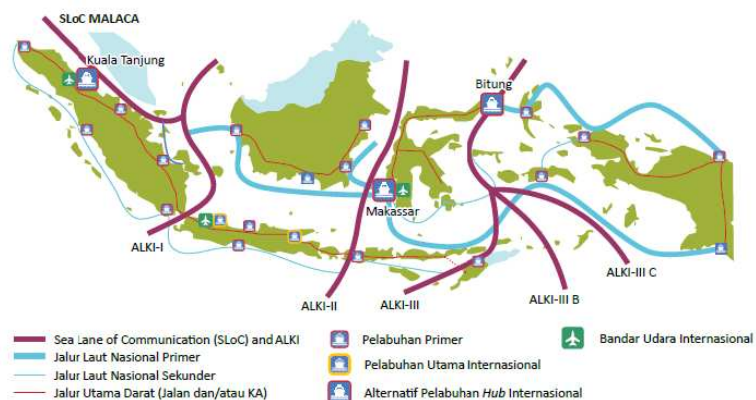 SLoC MALACA
Kuala Tanjung
Bitung
Makassar
ALKI-I
ALKI-II
ALKI-III
ALKI-III B
ALKI-III C
Sea Lane of Communication (SLoC) and ALKI
Jalur Laut Nasional Primer
Jalur Laut Nasional Sekunder
Jalur Utama Darat (Jalan dan/atau KA)
Pelabuhan Primer
Pelabuhan Utama Internasional
Alternatif Pelabuhan Hub Internasional
Bandar Udara Internasional